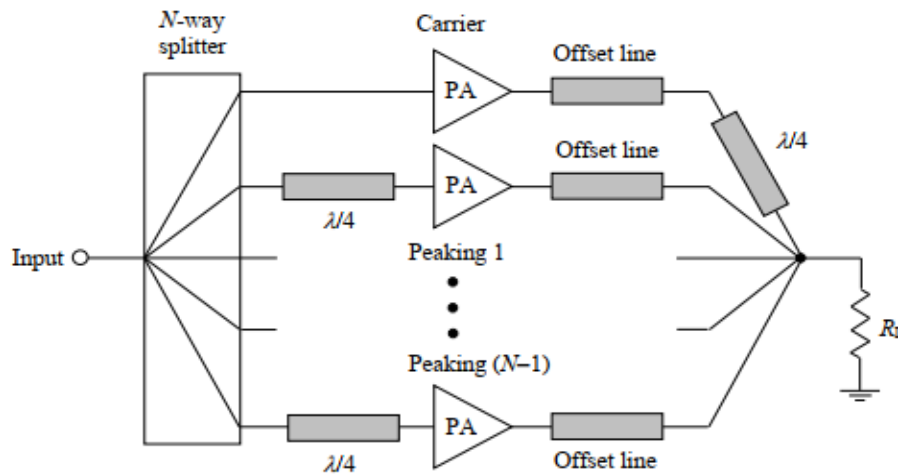 N-way
splitter
Carrier
PA
Offset line
λ/4
λ/4
PA
Offset line
Input
Peaking 1
Peaking (N–1)
λ/4
PA
Offset line